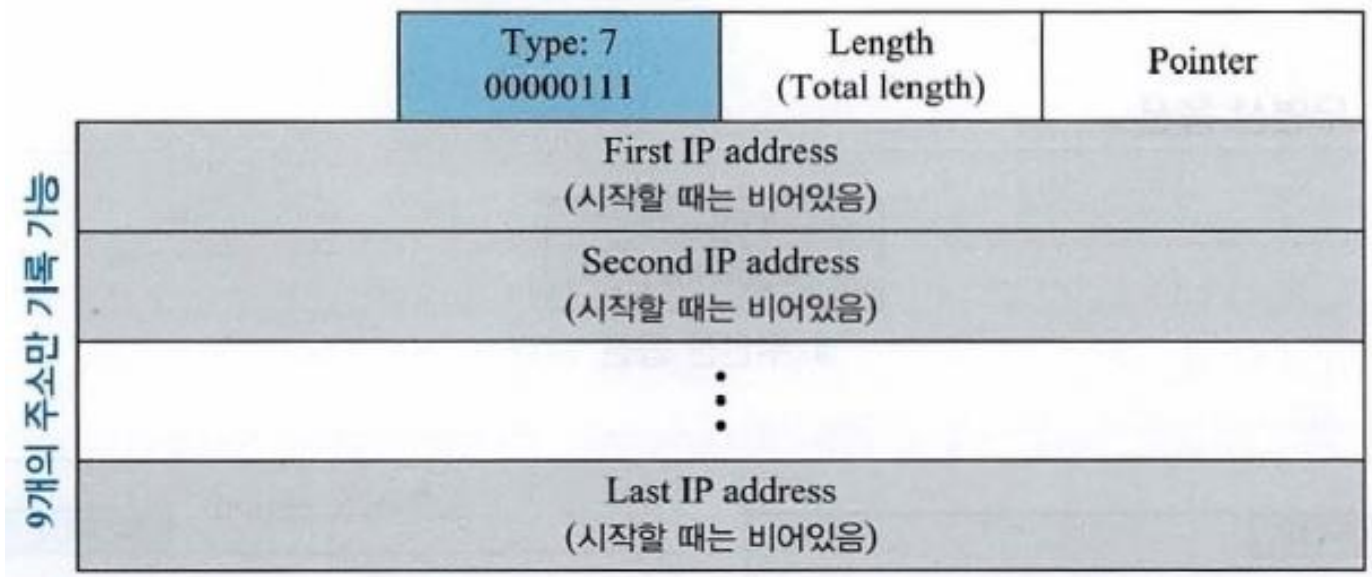 Type: 7
00000111
Length
(Total length)
Pointer
First IP address
(시작할 때는 비어있음)
Second IP address
(시작할 때는 비어있음)
Last IP address
(시작할 때는 비어있음)
9개의 주소만 기록 가능